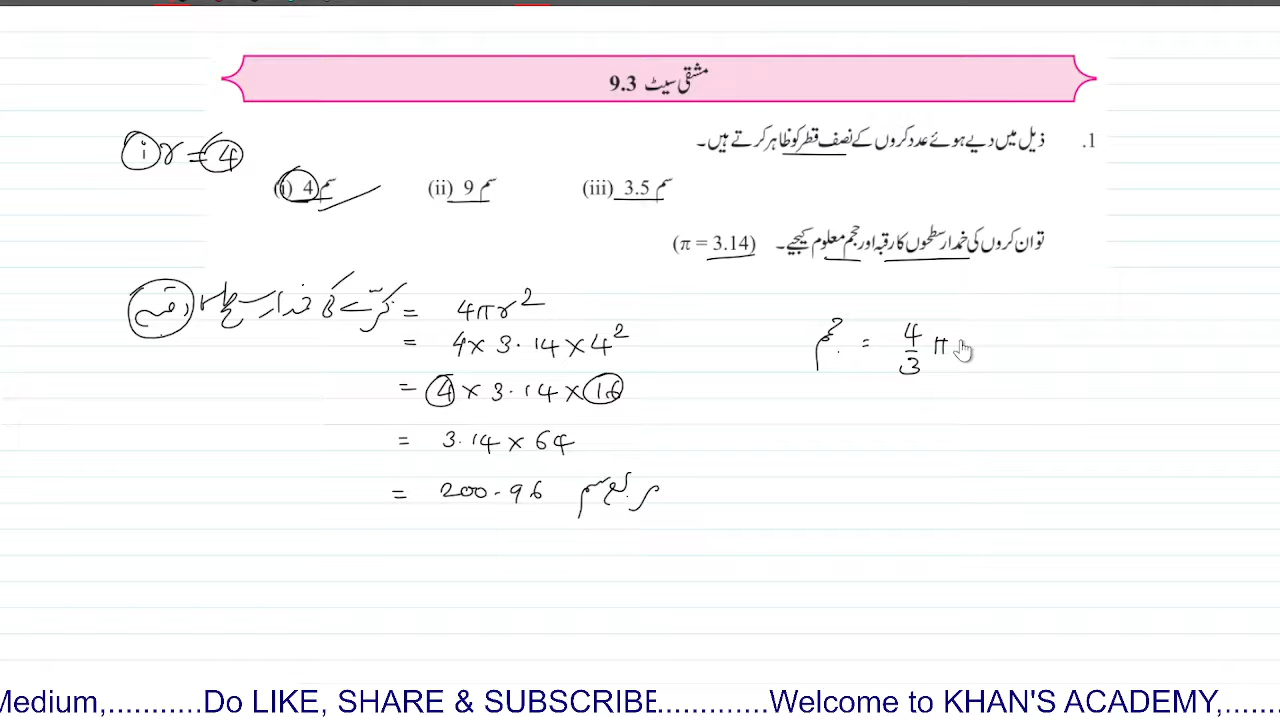 مشقی سیٹ 9.3
1. ذیل میں دیے ہوئے عدد کروں کے نصف قطر کو ظاہر کرتے ہیں۔
(i) 4 سم (ii) 9 سم (iii) 3.5 سم
تو ان کروں کی خمدار سطحوں کا رقبہ اور حجم معلوم کیجیے۔ (π = 3.14)
i r = 4
کرّے کی خمدار سطح کا رقبہ = 4πr²
= 4 × 3.14 × 4²
= 4 × 3.14 × 16
= 3.14 × 64
= 200.96 مربع سم
حجم = 4/3 π
Medium,...........Do LIKE, SHARE & SUBSCRIBE.............Welcome to KHAN'S ACADEMY,.......